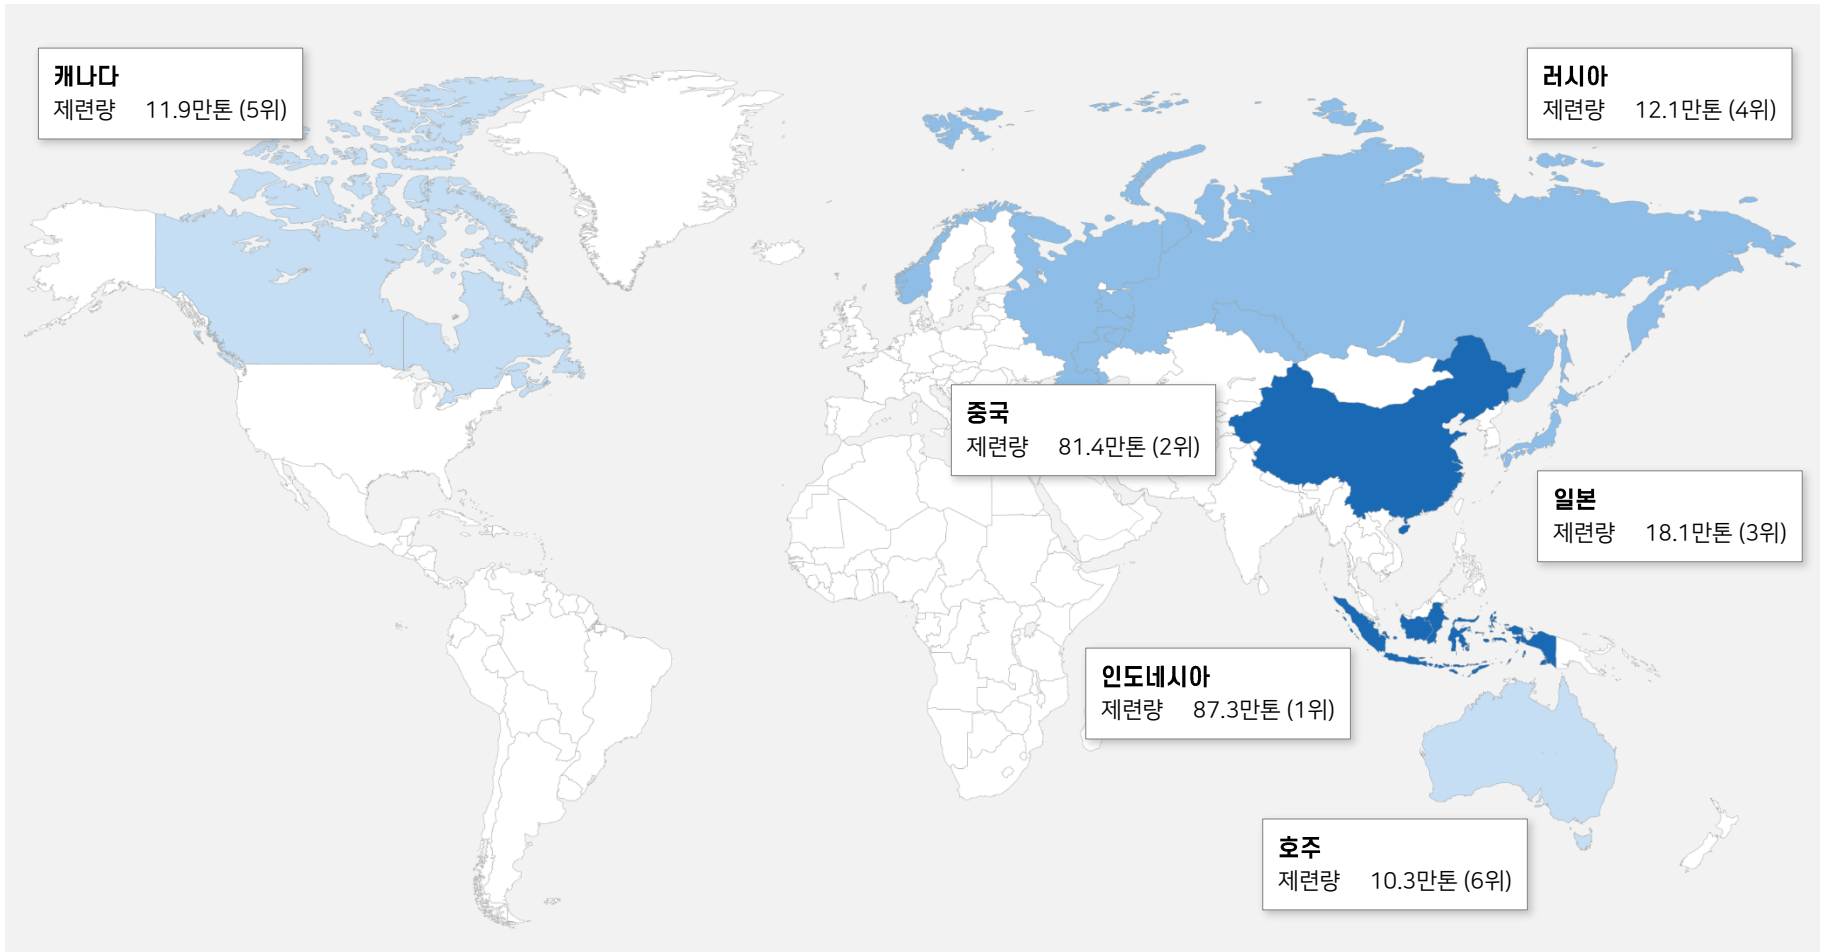 캐나다
제련량 11.9만톤 (5위)
러시아
제련량 12.1만톤 (4위)
중국
제련량 81.4만톤 (2위)
일본
제련량 18.1만톤 (3위)
인도네시아
제련량 87.3만톤 (1위)
호주
제련량 10.3만톤 (6위)